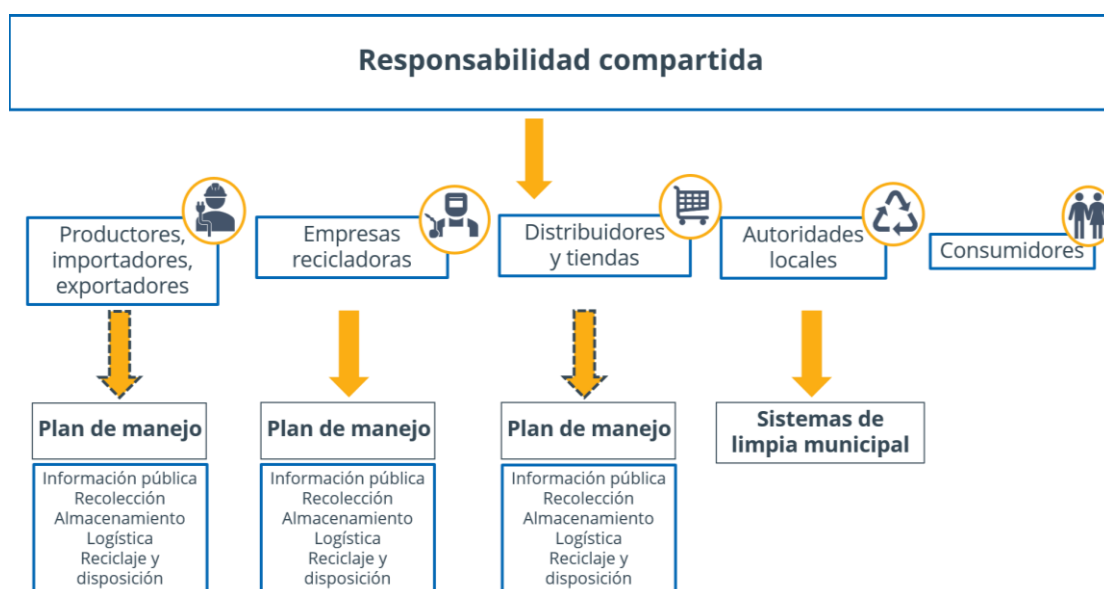 Responsabilidad compartida
Productores,
importadores,
exportadores
Empresas
recicladoras
Distribuidores
y tiendas
Autoridades
locales
Consumidores
Plan de manejo
Información pública
Recolección
Almacenamiento
Logística
Reciclaje y
disposición
Plan de manejo
Información pública
Recolección
Almacenamiento
Logística
Reciclaje y
disposición
Plan de manejo
Información pública
Recolección
Almacenamiento
Logística
Reciclaje y
disposición
Sistemas de
limpia municipal